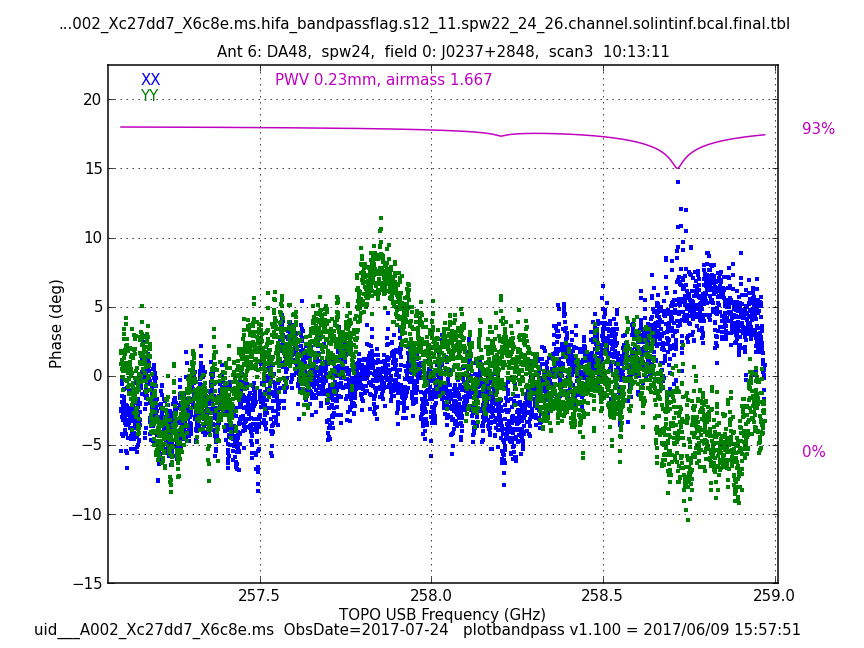 ...002_Xc27dd7_X6c8e.ms.hifa_bandpassflag.s12_11.spw22_24_26.channel.solintinf.bcal.final.tbl
Ant 6: DA48, spw24, field 0: J0237+2848, scan3 10:13:11
XX
PWV 0.23mm, airmass 1.667
YY
20
15
10
5
0
−5
−10
−15
93%
0%
Phase (deg)
257.5 258.0 258.5 259.0
TOPO USB Frequency (GHz)
uid___A002_Xc27dd7_X6c8e.ms ObsDate=2017-07-24 plotbandpass v1.100 = 2017/06/09 15:57:51